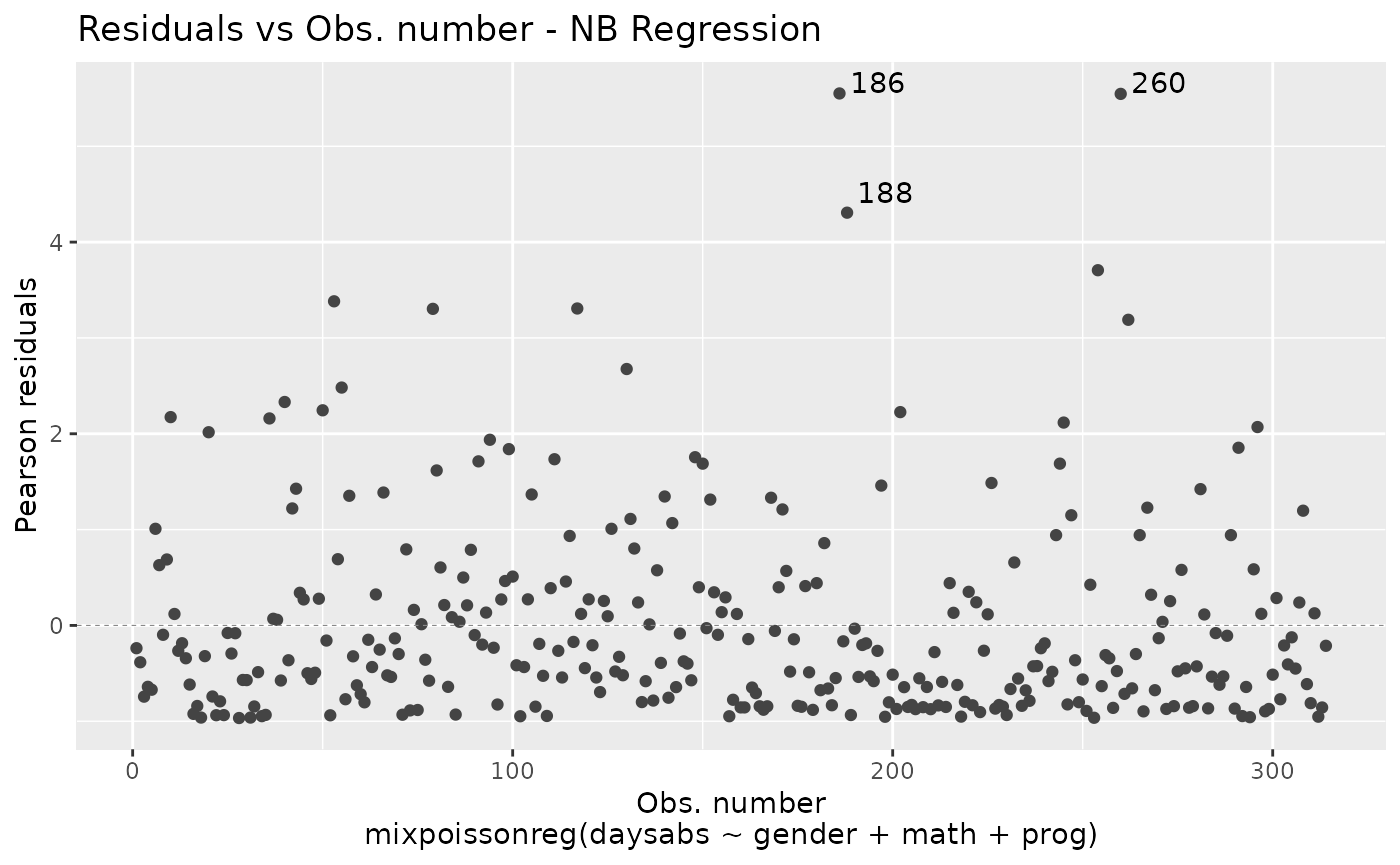 Residuals vs Obs. number - NB Regression
186
260
188
4
2
0
Pearson residuals
0
100
200
300
Obs. number
mixpoissonreg(daysabs ~ gender + math + prog)